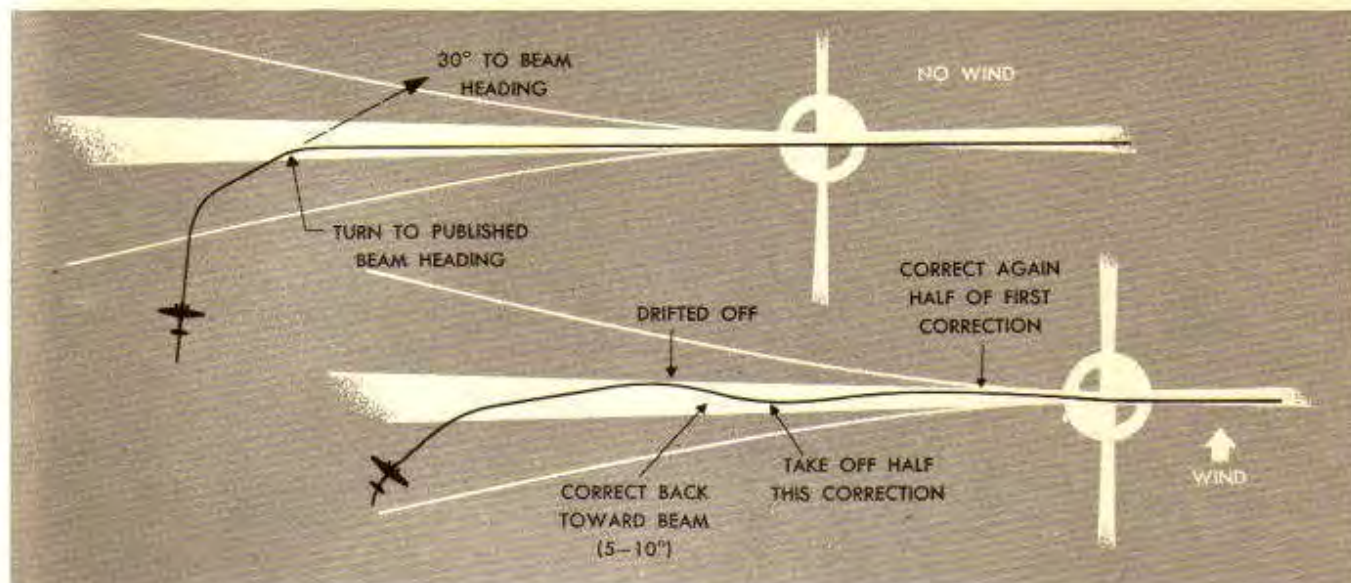 30° TO BEAM
HEADING
NO WIND
TURN TO PUBLISHED
BEAM HEADING
DRIFTED OFF
CORRECT AGAIN
HALF OF FIRST
CORRECTION
CORRECT BACK
TOWARD BEAM
(5–10°)
TAKE OFF HALF
THIS CORRECTION
WIND